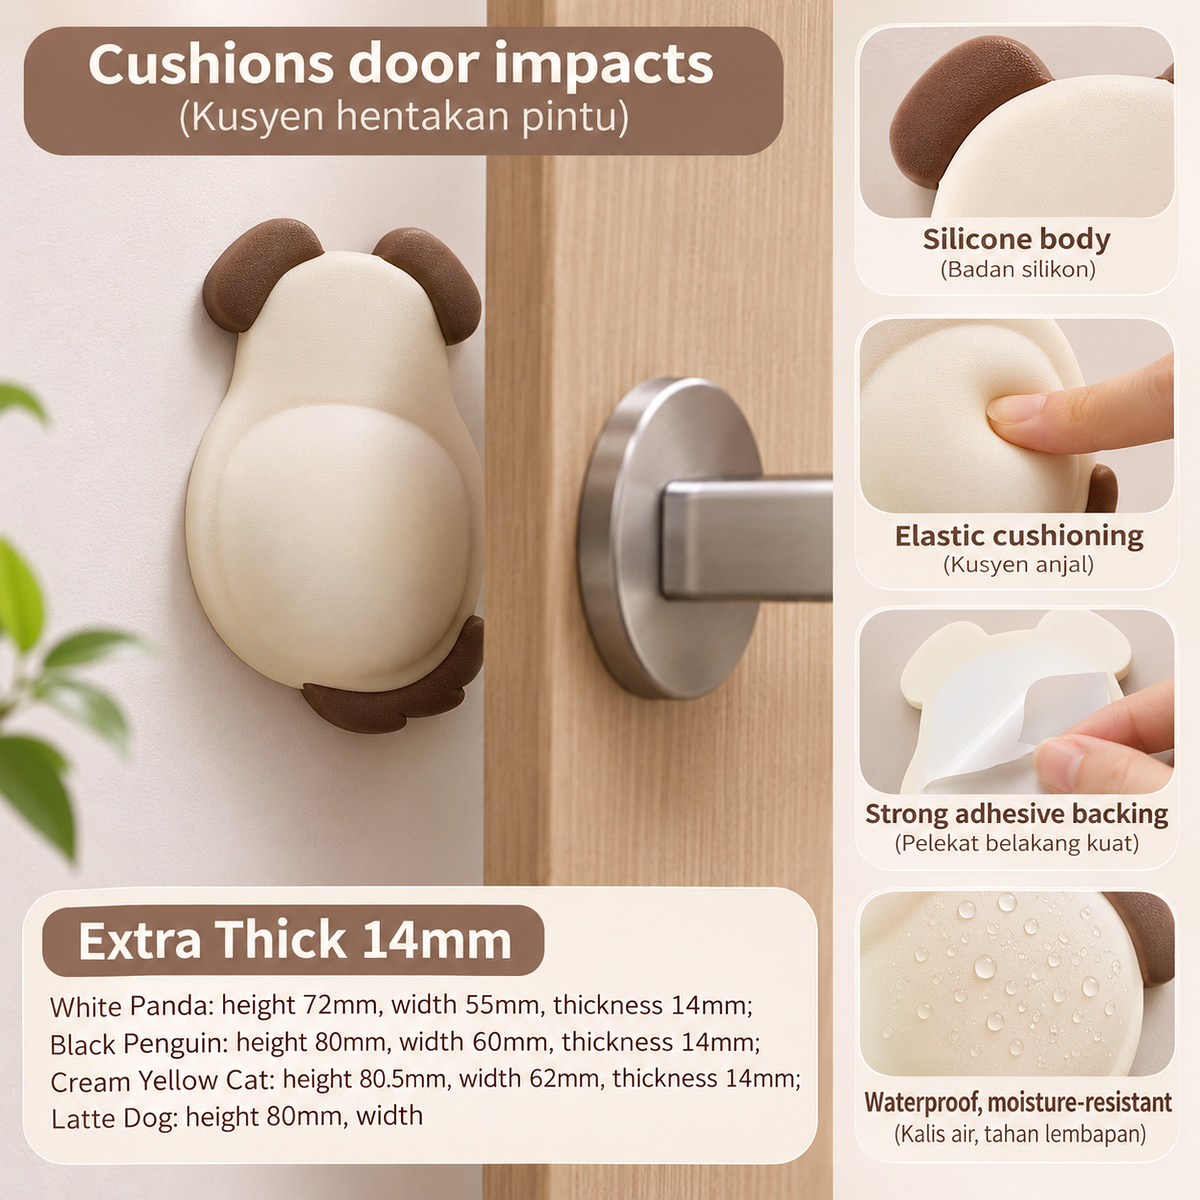 Cushions door impacts
(Kusyen hentakan pintu)
Silicone body
(Badan silikon)
Elastic cushioning
(Kusyen anjal)
Strong adhesive backing
(Pelekat belakang kuat)
Waterproof, moisture-resistant
(Kalis air, tahan lembapan)
Extra Thick 14mm
White Panda: height 72mm, width 55mm, thickness 14mm;
Black Penguin: height 80mm, width 60mm, thickness 14mm;
Cream Yellow Cat: height 80.5mm, width 62mm, thickness 14mm;
Latte Dog: height 80mm, width